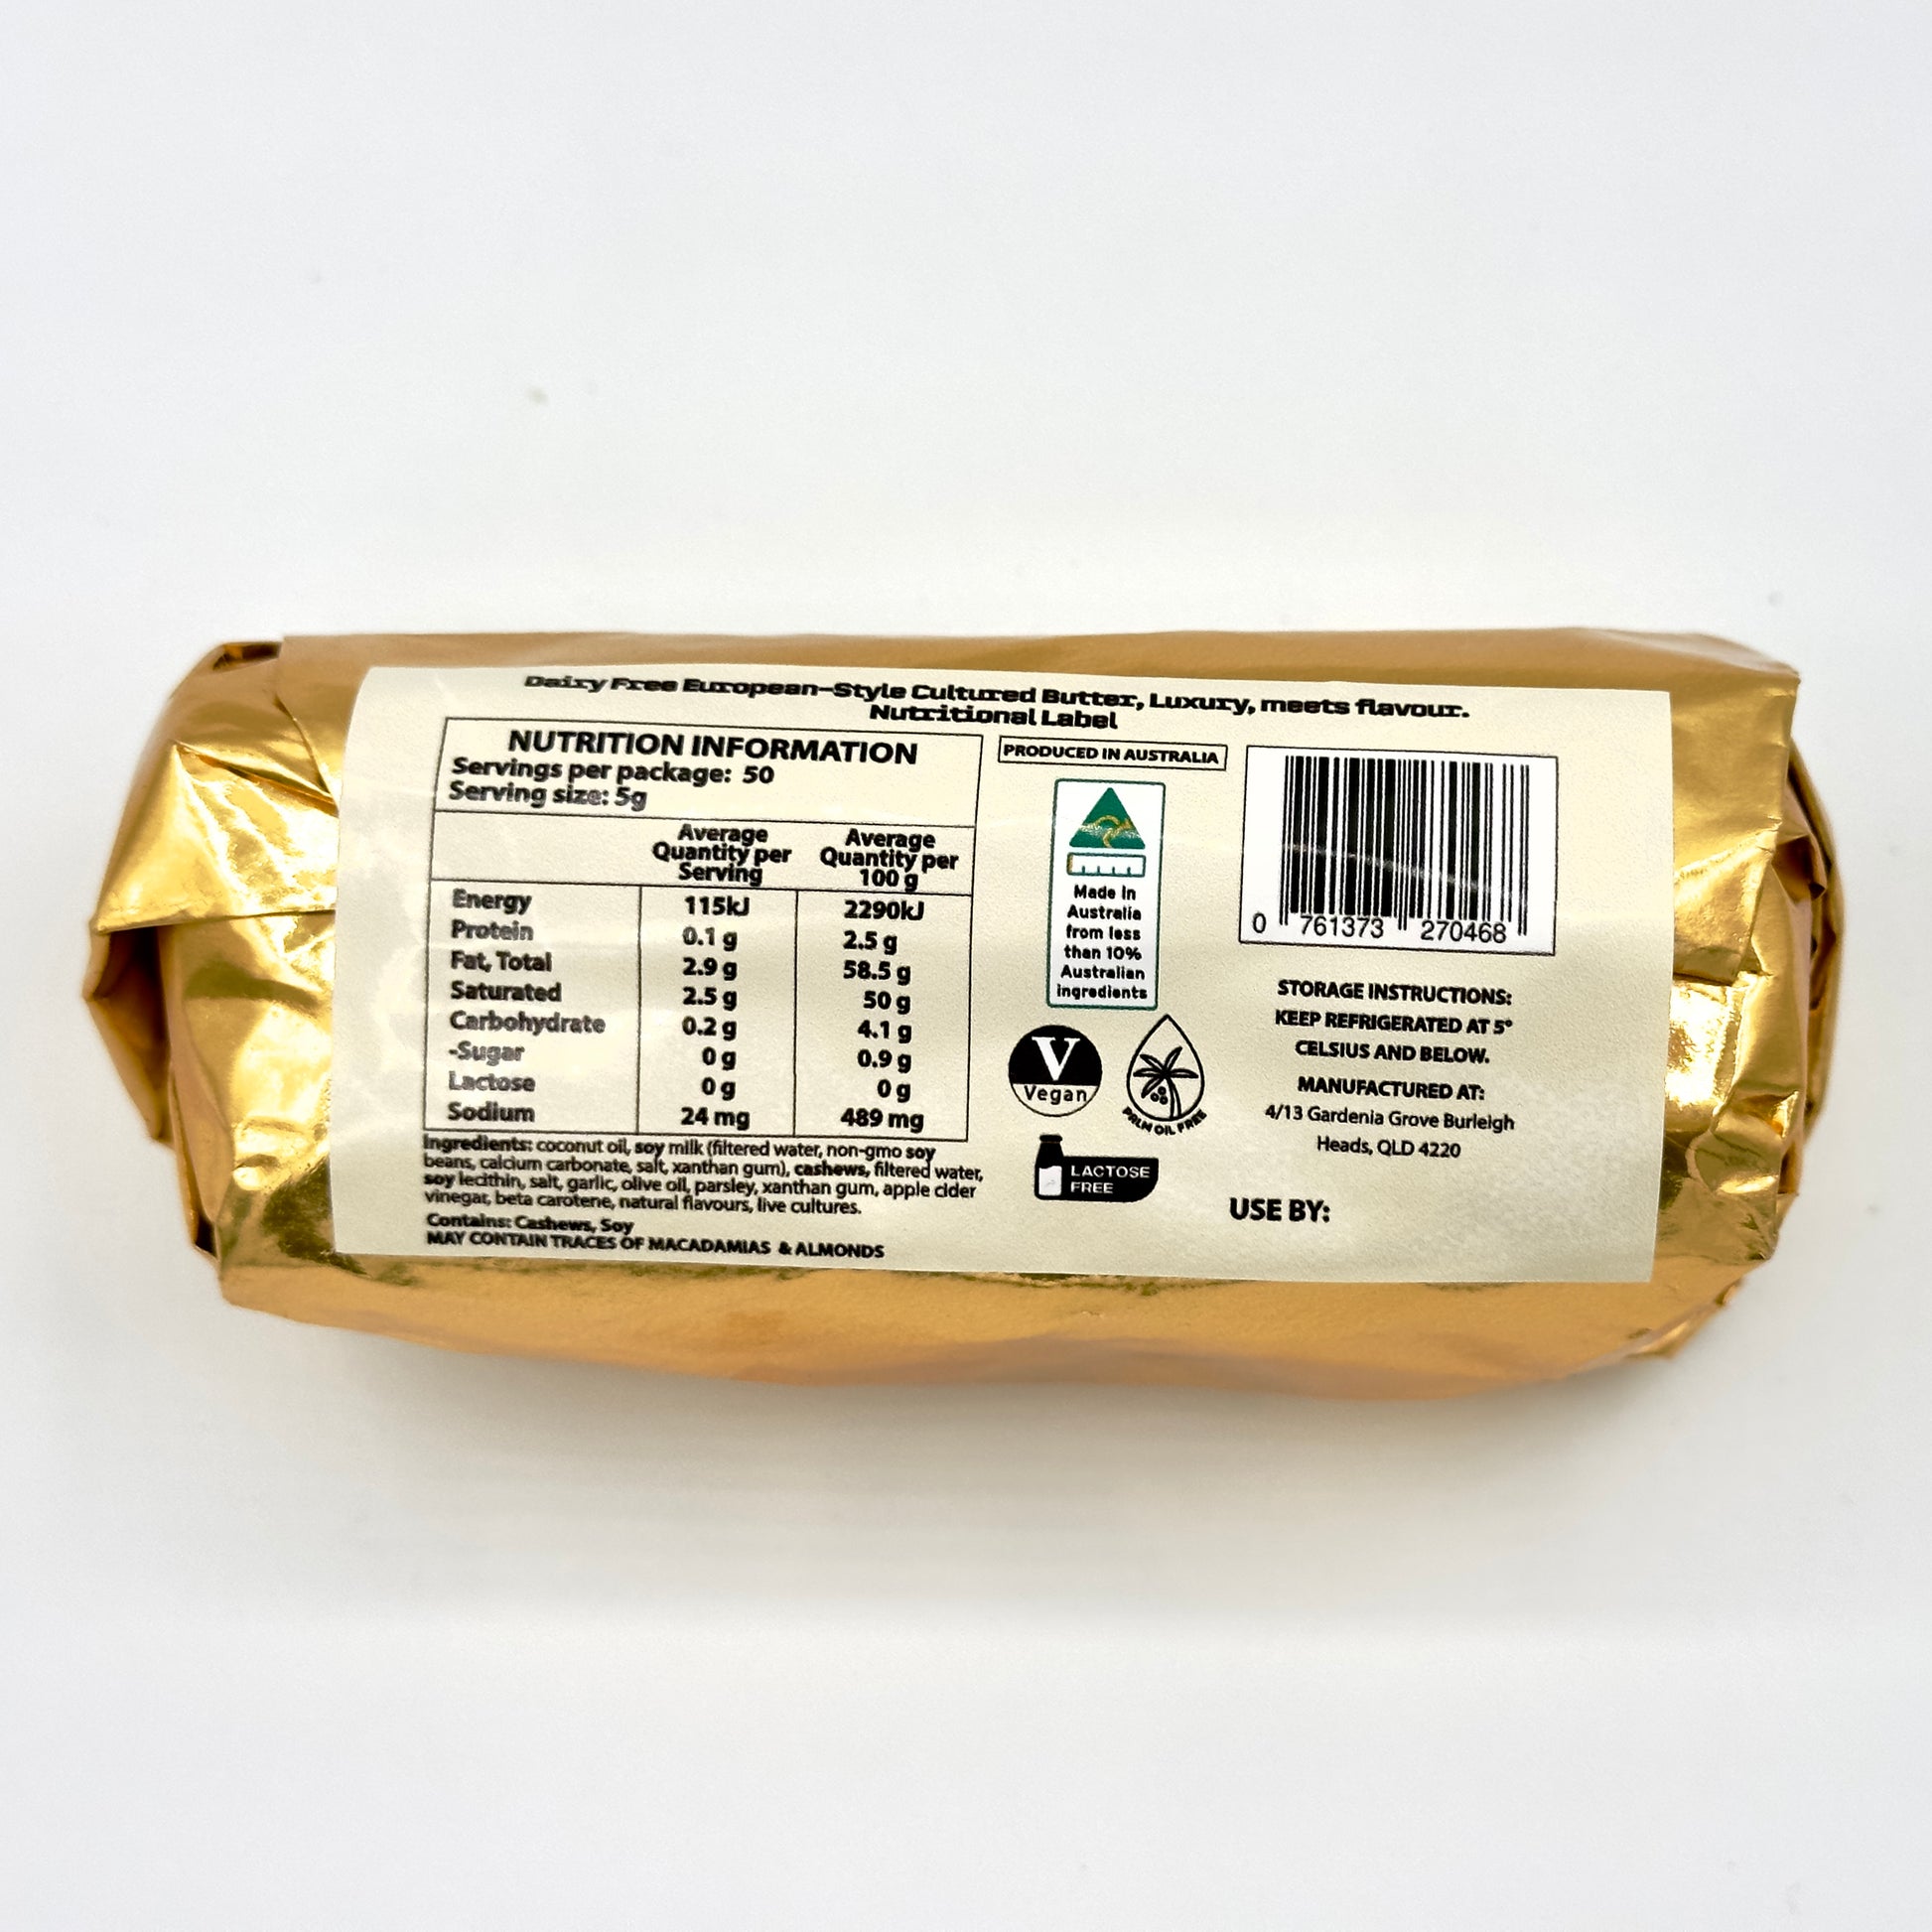 Dairy Free European-Style Cultured Butter, Luxury, meets flavour.
Nutritional Label
NUTRITION INFORMATION
Servings per package: 50
Serving size: 5g
Average Quantity per Serving
Average Quantity per 100 g
Energy 115kJ 2290kJ
Protein 0.1 g 2.5 g
Fat, Total 2.9 g 58.5 g
Saturated 2.5 g 50 g
Carbohydrate 0.2 g 4.1 g
-Sugar 0 g 0.9 g
Lactose 0 g 0 g
Sodium 24 mg 489 mg
Ingredients: coconut oil, soy milk (filtered water, non-gmo soy
beans, calcium carbonate, salt, xanthan gum), cashews, filtered water,
soy lecithin, salt, garlic, olive oil, parsley, xanthan gum, apple cider
vinegar, beta carotene, natural flavours, live cultures.
Contains: Cashews, Soy
MAY CONTAIN TRACES OF MACADAMIAS & ALMONDS
PRODUCED IN AUSTRALIA
Made in
Australia
from less
than 10%
Australian
ingredients
V
Vegan
PALM OIL FREE
LACTOSE
FREE
0 761373 270468
STORAGE INSTRUCTIONS:
KEEP REFRIGERATED AT 5°
CELSIUS AND BELOW.
MANUFACTURED AT:
4/13 Gardenia Grove Burleigh
Heads, QLD 4220
USE BY: